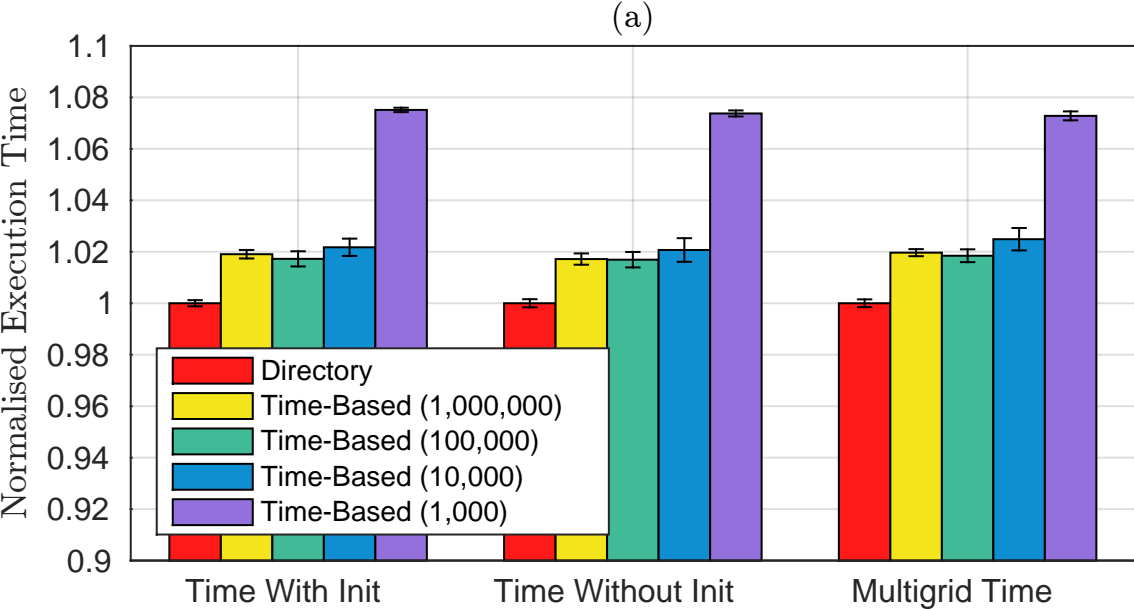 (a)
Normalised Execution Time
1.1
1.08
1.06
1.04
1.02
1
0.98
0.96
0.94
0.92
0.9
Directory
Time-Based (1,000,000)
Time-Based (100,000)
Time-Based (10,000)
Time-Based (1,000)
Time With Init
Time Without Init
Multigrid Time